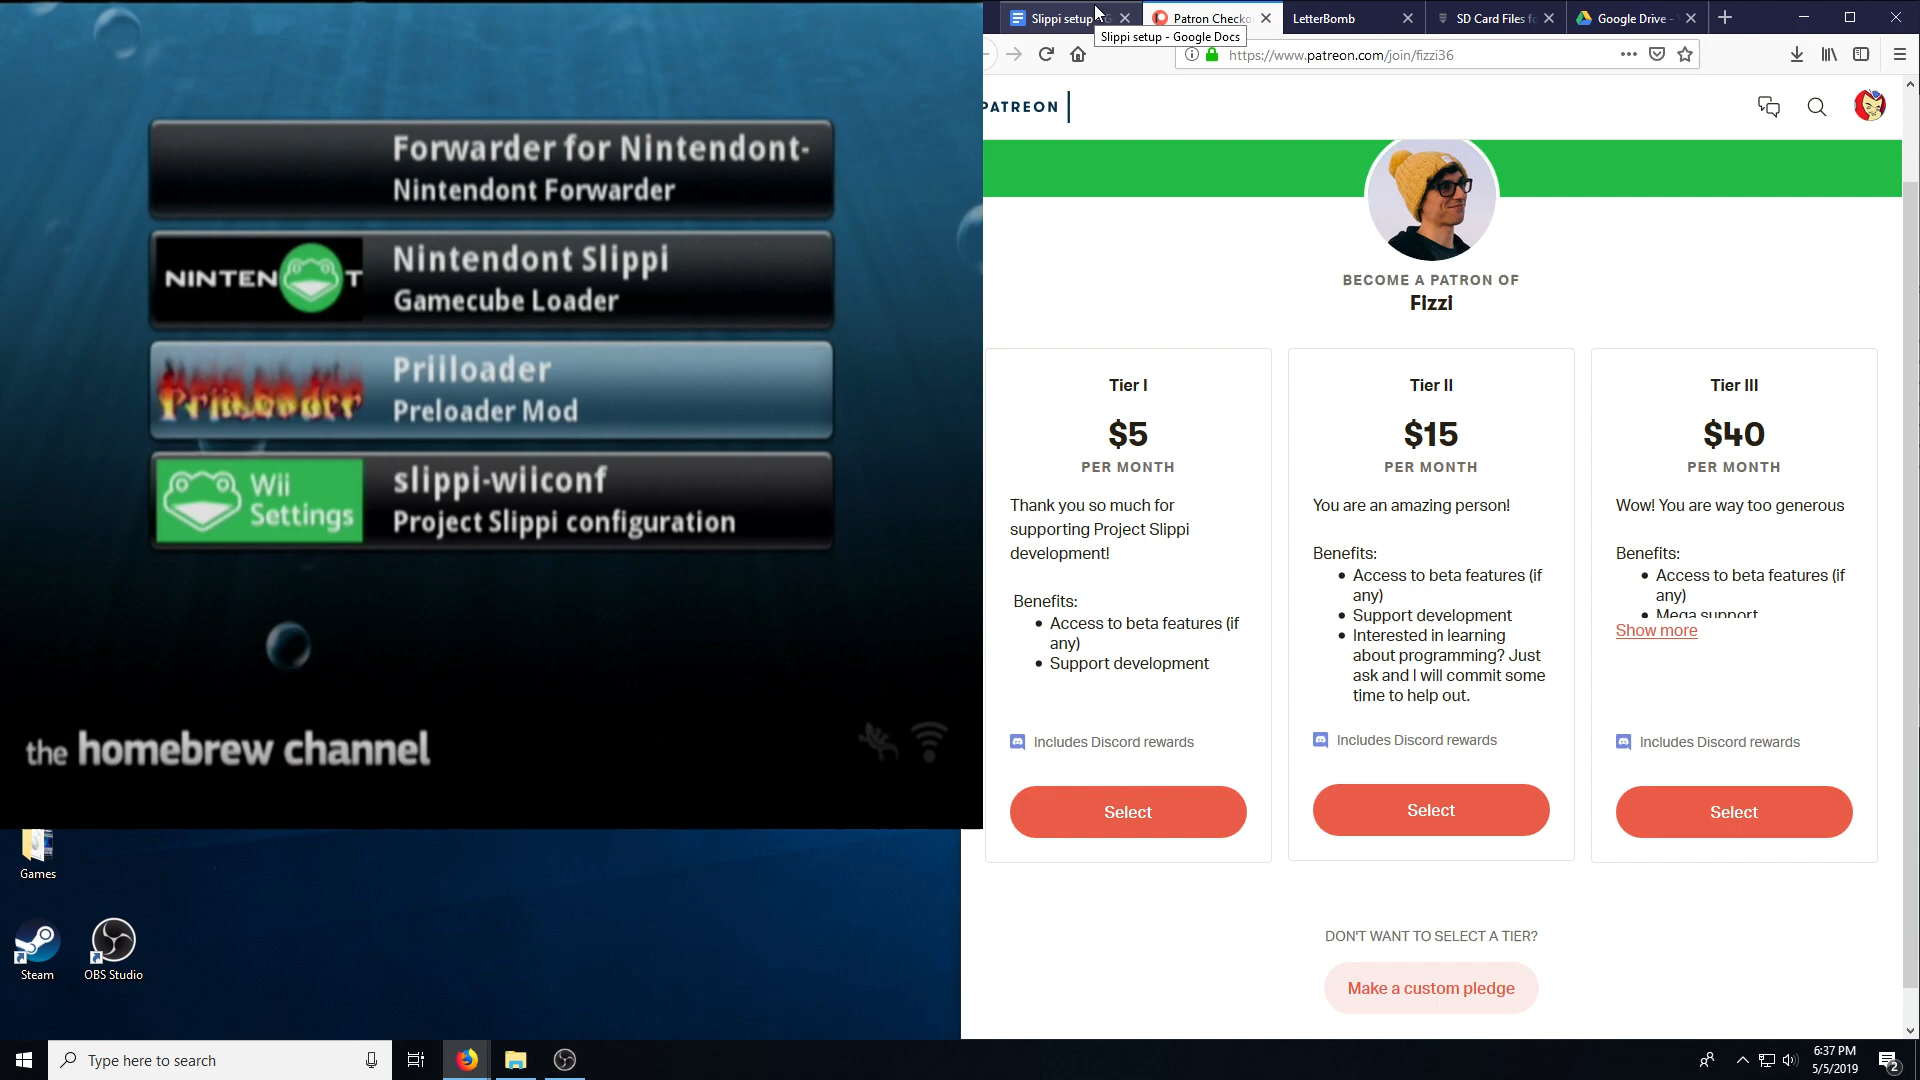 Forwarder for Nintendont-
Nintendont Forwarder
NINTEN T
Nintendont Slippi
Gamecube Loader
Priiloader
Priiloader
Preloader Mod
Wii
Settings
slippi-wiiconf
Project Slippi configuration
the homebrew channel
Games
Steam
OBS Studio
Type here to search
Slippi setup
Patron Checko
LetterBomb
SD Card Files f
Google Drive -
Slippi setup - Google Docs
https://www.patreon.com/join/fizzi36
PATREON
BECOME A PATRON OF
Fizzi
Tier I
$5
PER MONTH
Thank you so much for
supporting Project Slippi
development!
Benefits:
• Access to beta features (if
any)
• Support development
Includes Discord rewards
Select
Tier II
$15
PER MONTH
You are an amazing person!
Benefits:
• Access to beta features (if
any)
• Support development
• Interested in learning
about programming? Just
ask and I will commit some
time to help out.
Includes Discord rewards
Select
Tier III
$40
PER MONTH
Wow! You are way too generous
Benefits:
• Access to beta features (if
any)
• Mega support
Show more
Includes Discord rewards
Select
DON'T WANT TO SELECT A TIER?
Make a custom pledge
6:37 PM
5/5/2019
2